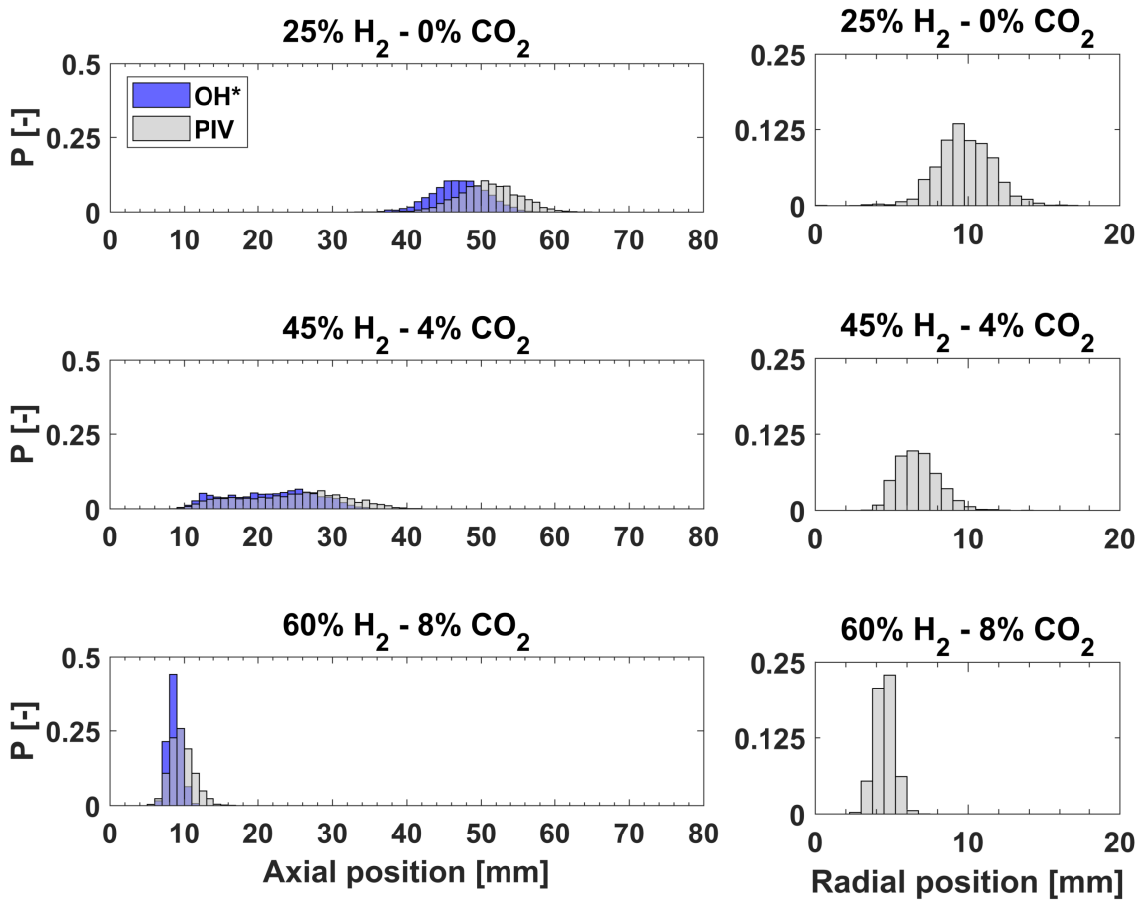 25% H2 - 0% CO2
0.5
0.25
0
P [-]
OH*
PIV
0 10 20 30 40 50 60 70 80
25% H2 - 0% CO2
0.25
0.125
0
0 10 20
45% H2 - 4% CO2
0.5
0.25
0
P [-]
0 10 20 30 40 50 60 70 80
45% H2 - 4% CO2
0.25
0.125
0
0 10 20
60% H2 - 8% CO2
0.5
0.25
0
P [-]
0 10 20 30 40 50 60 70 80
Axial position [mm]
60% H2 - 8% CO2
0.25
0.125
0
0 10 20
Radial position [mm]